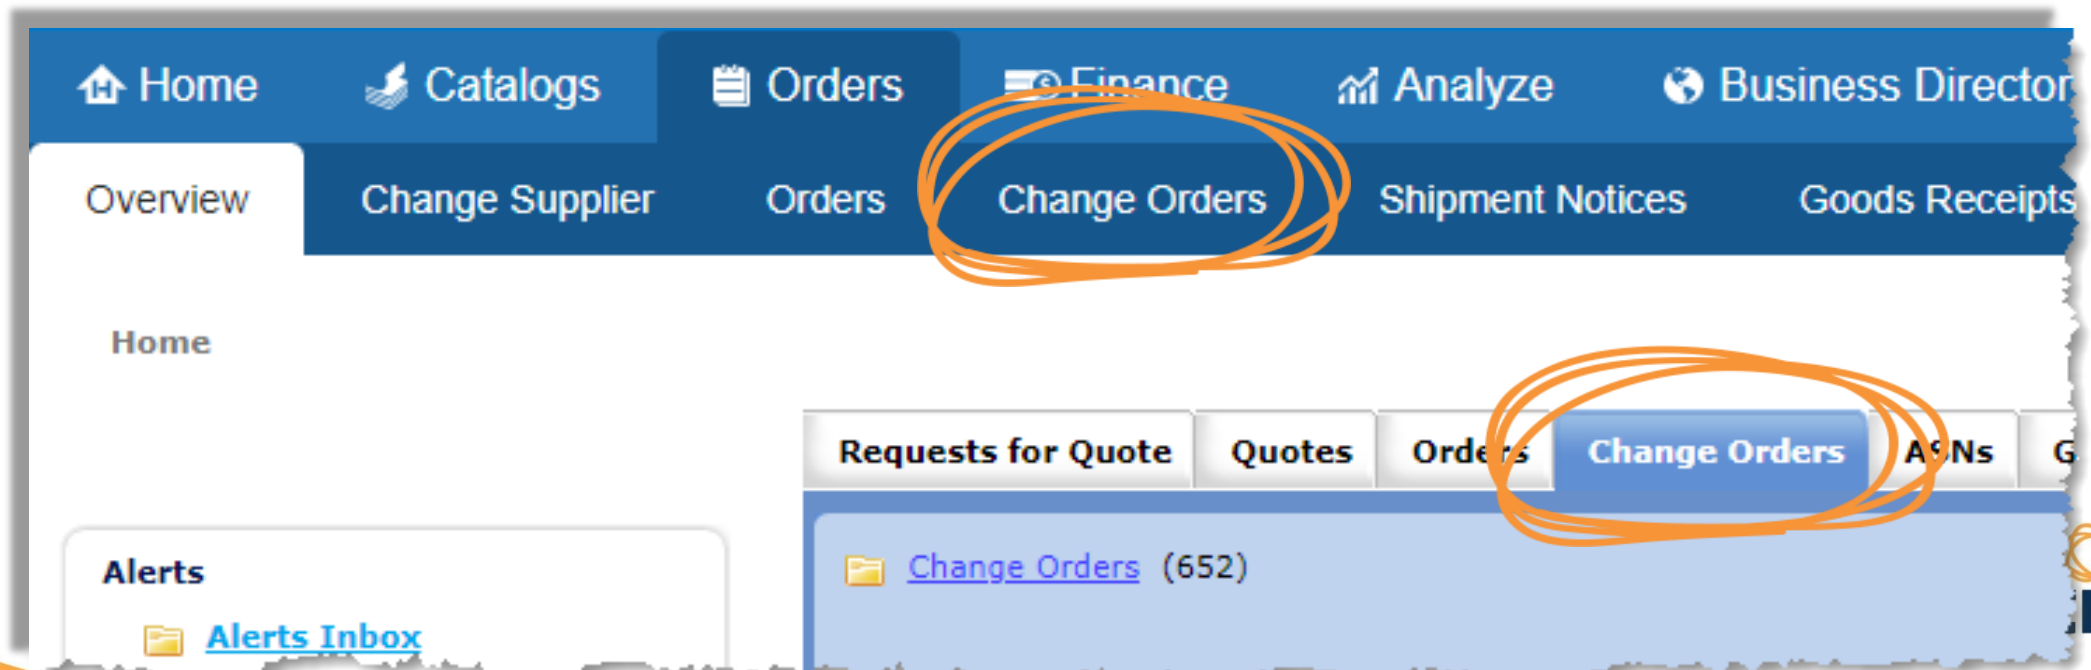 Home Catalogs Orders Finance Analyze Business Director
Overview Change Supplier Orders Change Orders Shipment Notices Goods Receipts
Home
Requests for Quote Quotes Orders Change Orders ASNs G
Change Orders (652)
Alerts
Alerts Inbox